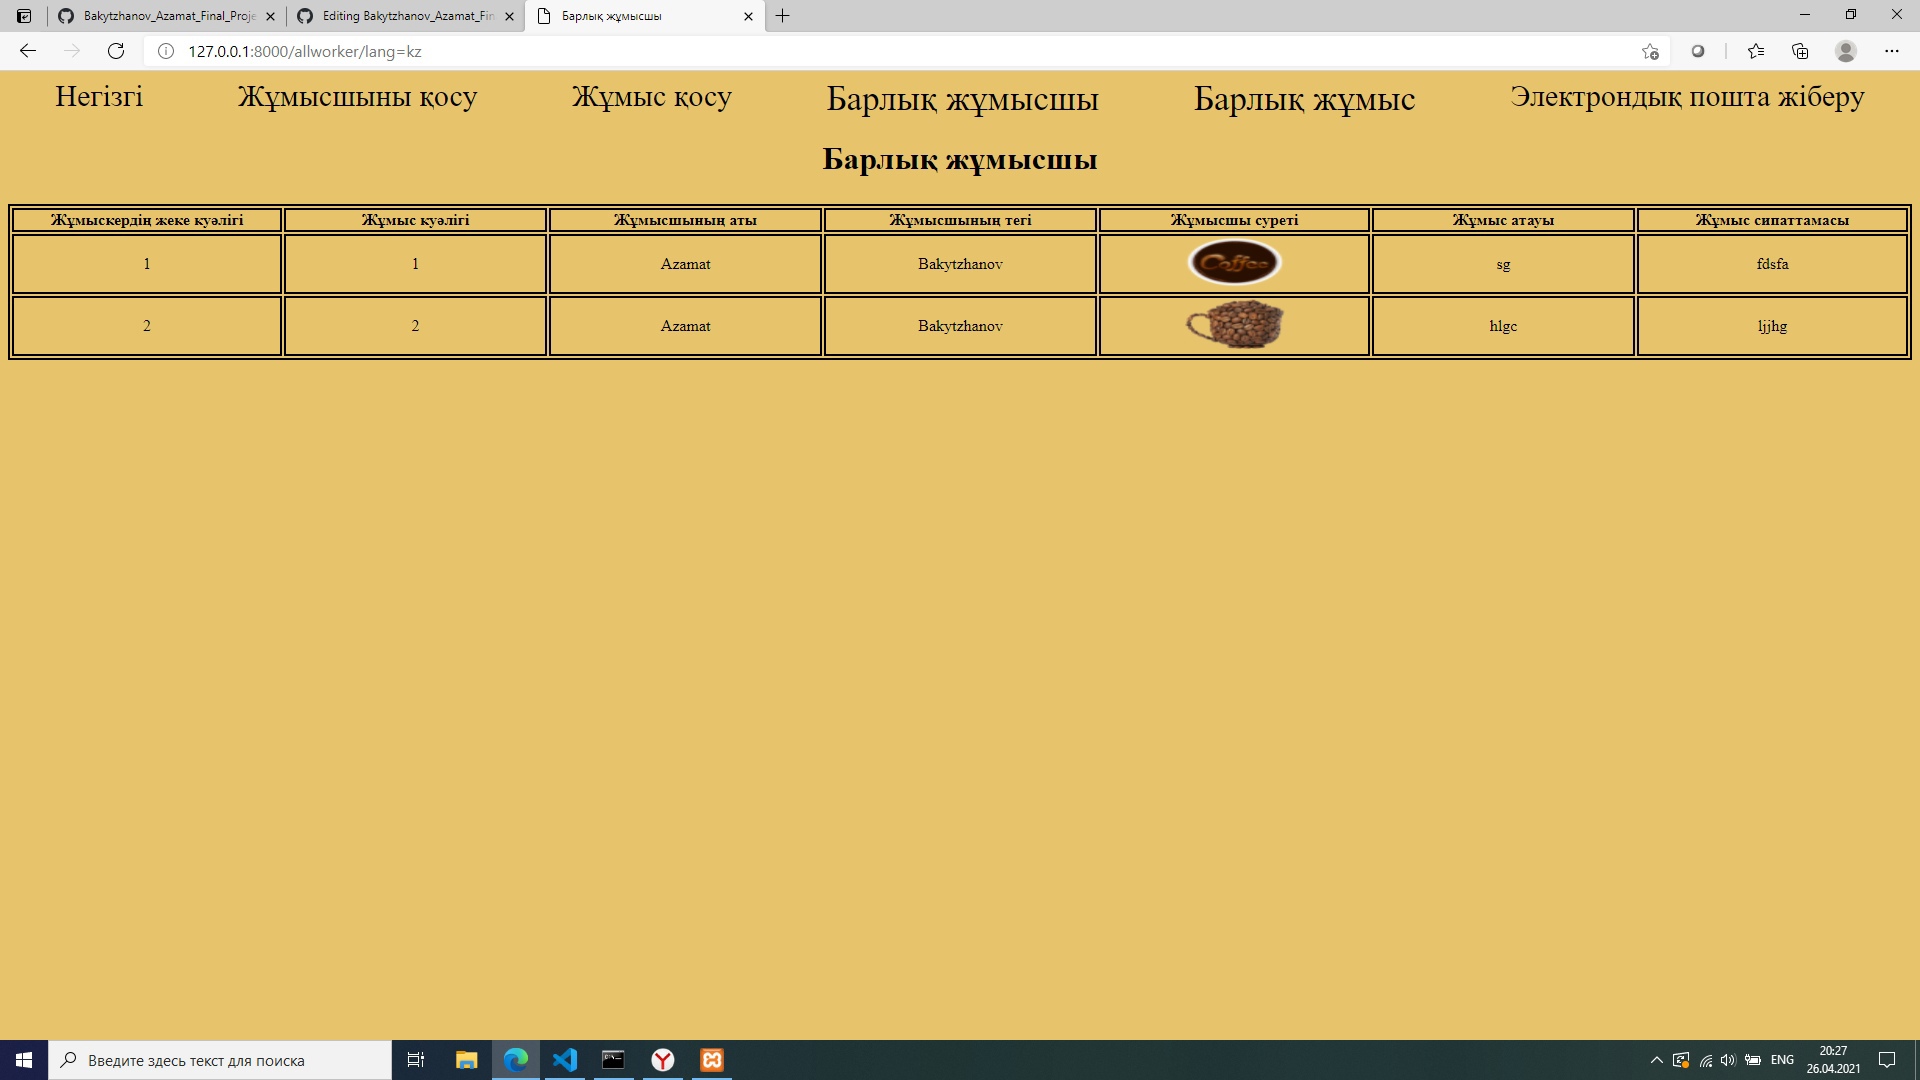 Bakytzhanov_Azamat_Final_Proje
Editing Bakytzhanov_Azamat_Fin
Барлық жұмысшы
127.0.0.1:8000/allworker/lang=kz
Негізгі Жұмысшыны қосу Жұмыс қосу Барлық жұмысшы Барлық жұмыс Электрондық пошта жіберу
Барлық жұмысшы
Жұмыскердің жеке куәлігі Жұмыс куәлігі Жұмысшының аты Жұмысшының тегі Жұмысшы суреті Жұмыс атауы Жұмыс сипаттамасы
1 1 Azamat Bakytzhanov Coffee sg fdsfa
2 2 Azamat Bakytzhanov hlgc ljjhg
Введите здесь текст для поиска
ENG
20:27
26.04.2021